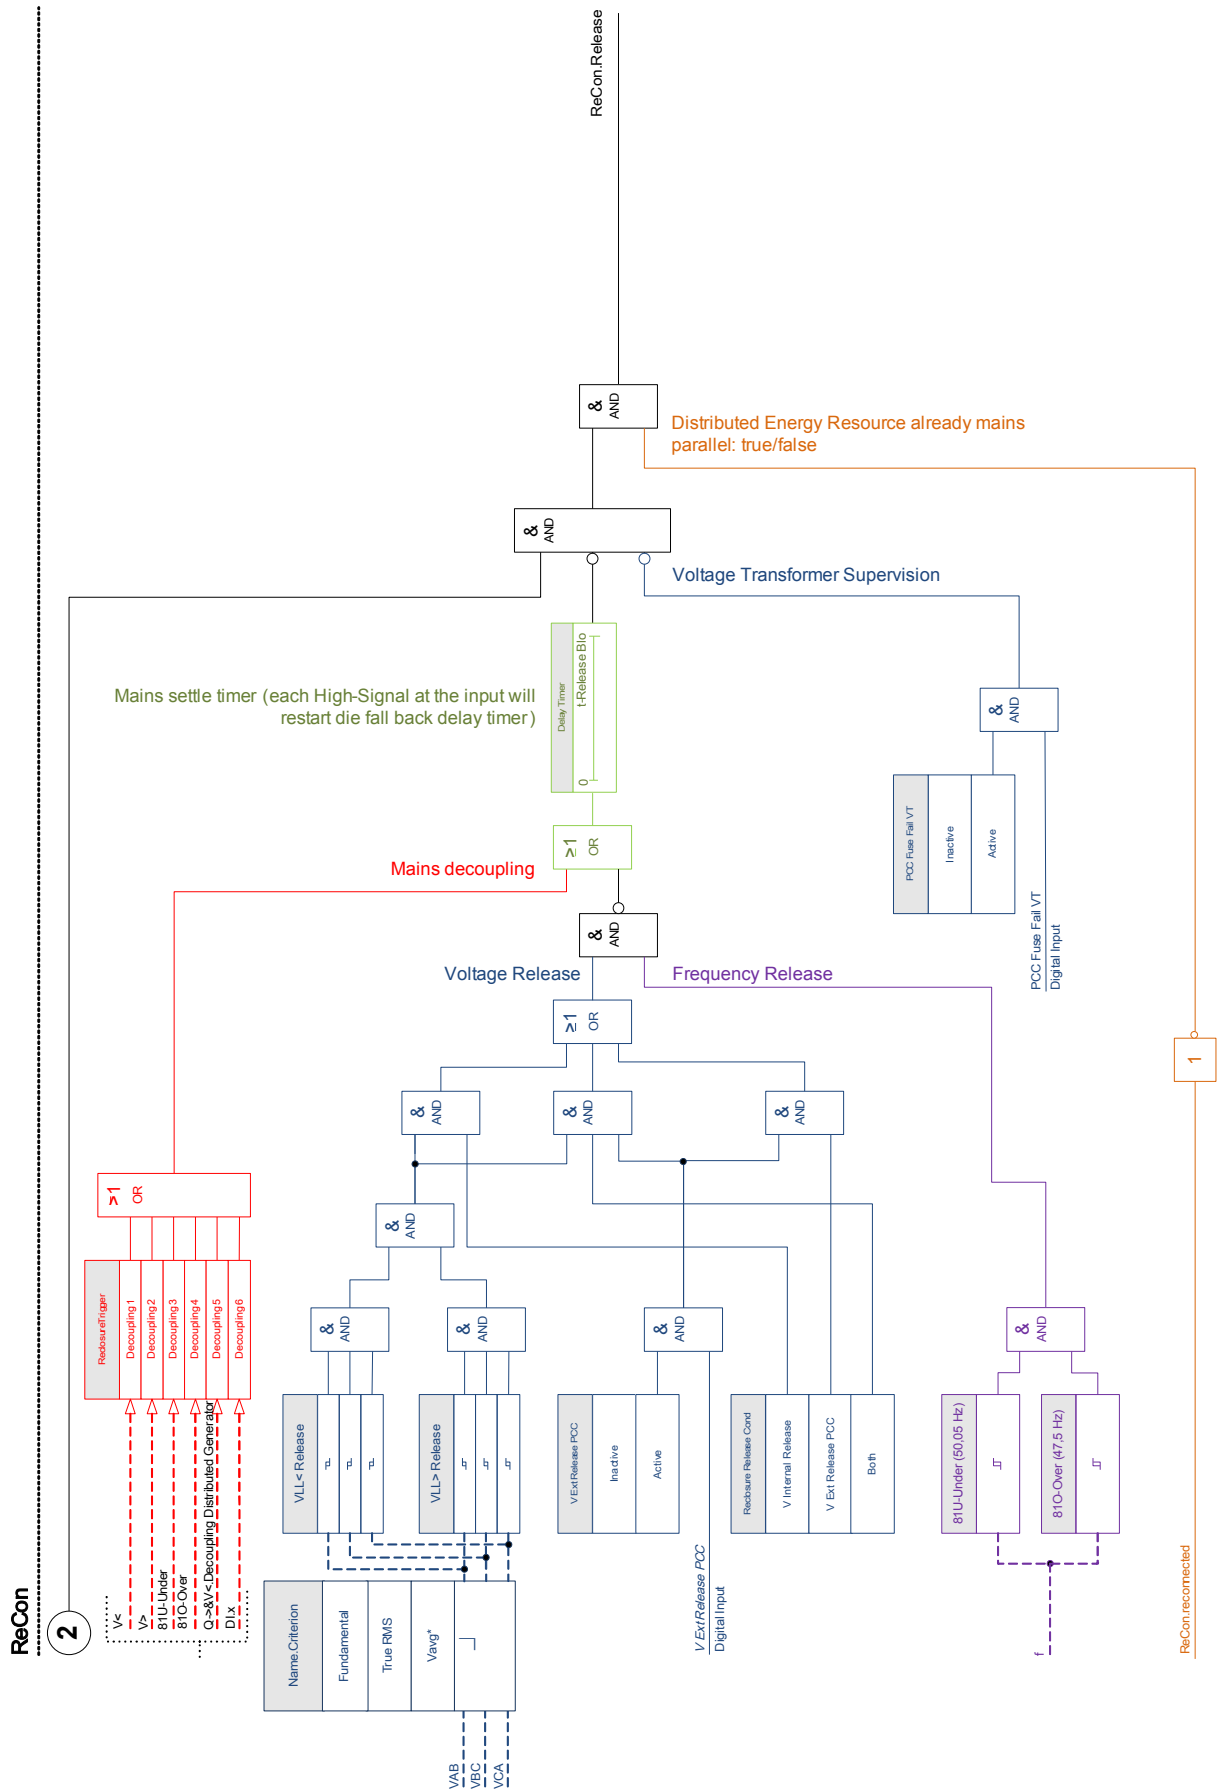 ReCon
2
V<
V>
81U-Under
81O-Over
Q->&V<.Decoupling Distributed Generator
DI.x
ReclosureTrigger
Decoupling1
Decoupling2
Decoupling3
Decoupling4
Decoupling5
Decoupling6
≥1
OR
Mains decoupling
Mains settle timer (each High-Signal at the input will
restart die fall back delay timer)
Delay Timer
0
t-Release Blo
≥1
OR
&
AND
&
AND
&
AND
ReCon.Release
VAB
VBC
VCA
Name.Criterion
Fundamental
True RMS
Vavg*
VLL< Release
VLL> Release
&
AND
&
AND
&
AND
&
AND
&
AND
&
AND
≥1
OR
Voltage Release
V Ext Release PCC
Inactive
Active
&
AND
V Ext Release PCC
Digital Input
Reclosure Release Cond
V Internal Release
V Ext Release PCC
Both
Frequency Release
f
81U-Under (50,05 Hz)
81O-Over (47,5 Hz)
&
AND
PCC Fuse Fail VT
Inactive
Active
PCC Fuse Fail VT
Digital Input
&
AND
Voltage Transformer Supervision
Distributed Energy Resource already mains
parallel: true/false
ReCon.reconnected
1